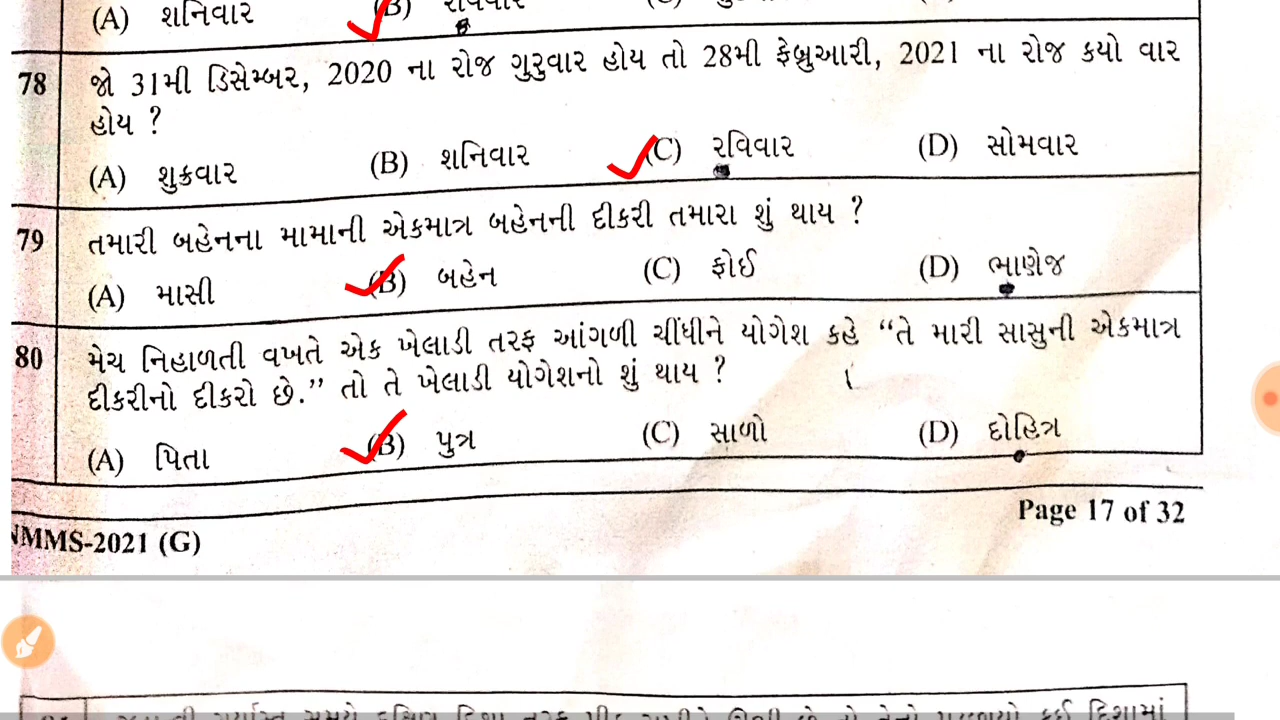 (A) શનિવાર (B) રવિવાર
78 જો 31મી ડિસેમ્બર, 2020 ના રોજ ગુરુવાર હોય તો 28મી ફેબ્રુઆરી, 2021 ના રોજ કયો વાર
હોય ?
(A) શુક્રવાર (B) શનિવાર (C) રવિવાર (D) સોમવાર
79 તમારી બહેનના મામાની એકમાત્ર બહેનની દીકરી તમારા શું થાય ?
(A) માસી (B) બહેન (C) ફોઈ (D) ભાણેજ
80 મેચ નિહાળતી વખતે એક ખેલાડી તરફ આંગળી ચીંધીને યોગેશ કહે “તે મારી સાસુની એકમાત્ર
દીકરીનો દીકરો છે.” તો તે ખેલાડી યોગેશનો શું થાય ?
(A) પિતા (B) પુત્ર (C) સાળો (D) દોહિત્ર
NMMS-2021 (G) Page 17 of 32